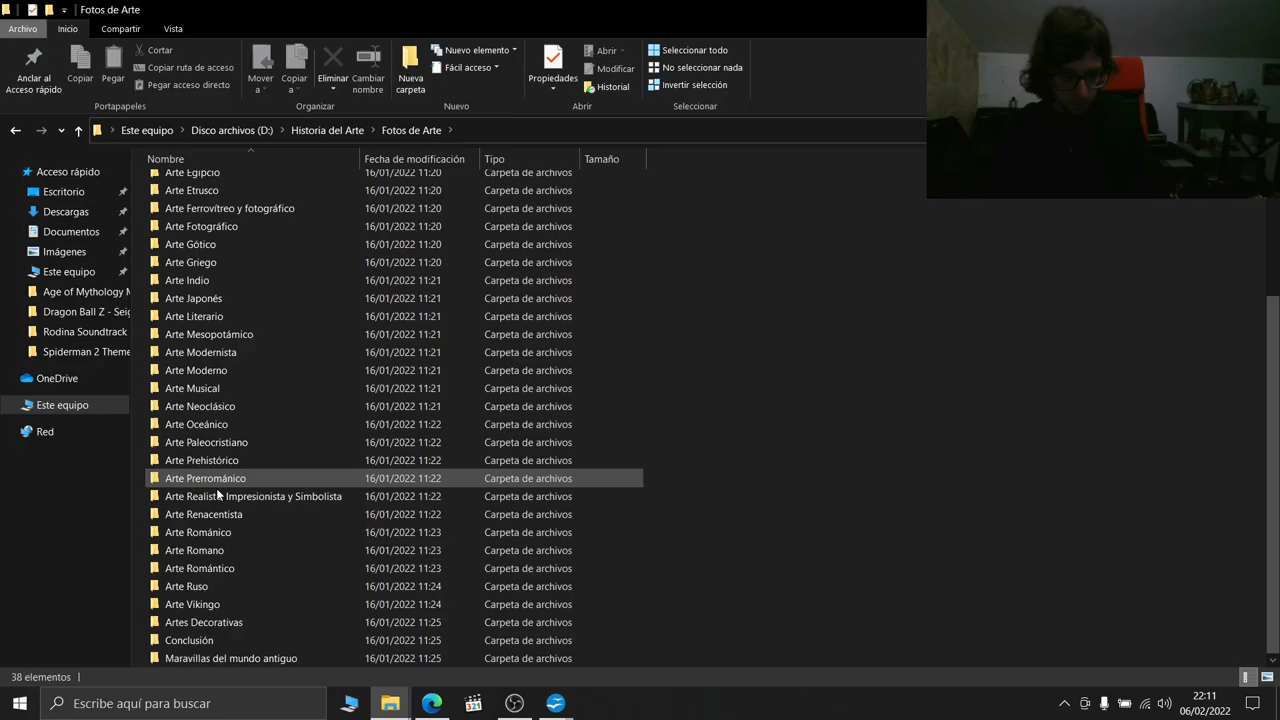 Fotos de Arte
Archivo Inicio Compartir Vista
Anclar al Acceso rápido
Copiar
Pegar
Cortar
Copiar ruta de acceso
Pegar acceso directo
Portapapeles
Mover a
Copiar a
Eliminar
Cambiar nombre
Organizar
Nueva carpeta
Nuevo elemento
Fácil acceso
Nuevo
Propiedades
Abrir
Modificar
Historial
Abrir
Seleccionar todo
No seleccionar nada
Invertir selección
Seleccionar
Este equipo > Disco archivos (D:) > Historia del Arte > Fotos de Arte >
Acceso rápido
Escritorio
Descargas
Documentos
Imágenes
Este equipo
Age of Mythology M
Dragon Ball Z - Seig
Rodina Soundtrack
Spiderman 2 Theme
OneDrive
Este equipo
Red
Nombre Fecha de modificación Tipo Tamaño
Arte Egipcio 16/01/2022 11:20 Carpeta de archivos
Arte Etrusco 16/01/2022 11:20 Carpeta de archivos
Arte Ferrovítreo y fotográfico 16/01/2022 11:20 Carpeta de archivos
Arte Fotográfico 16/01/2022 11:20 Carpeta de archivos
Arte Gótico 16/01/2022 11:20 Carpeta de archivos
Arte Griego 16/01/2022 11:20 Carpeta de archivos
Arte Indio 16/01/2022 11:21 Carpeta de archivos
Arte Japonés 16/01/2022 11:21 Carpeta de archivos
Arte Literario 16/01/2022 11:21 Carpeta de archivos
Arte Mesopotámico 16/01/2022 11:21 Carpeta de archivos
Arte Modernista 16/01/2022 11:21 Carpeta de archivos
Arte Moderno 16/01/2022 11:21 Carpeta de archivos
Arte Musical 16/01/2022 11:21 Carpeta de archivos
Arte Neoclásico 16/01/2022 11:21 Carpeta de archivos
Arte Oceánico 16/01/2022 11:22 Carpeta de archivos
Arte Paleocristiano 16/01/2022 11:22 Carpeta de archivos
Arte Prehistórico 16/01/2022 11:22 Carpeta de archivos
Arte Prerrománico 16/01/2022 11:22 Carpeta de archivos
Arte Realista Impresionista y Simbolista 16/01/2022 11:22 Carpeta de archivos
Arte Renacentista 16/01/2022 11:22 Carpeta de archivos
Arte Románico 16/01/2022 11:23 Carpeta de archivos
Arte Romano 16/01/2022 11:23 Carpeta de archivos
Arte Romántico 16/01/2022 11:23 Carpeta de archivos
Arte Ruso 16/01/2022 11:24 Carpeta de archivos
Arte Vikingo 16/01/2022 11:24 Carpeta de archivos
Artes Decorativas 16/01/2022 11:25 Carpeta de archivos
Conclusión 16/01/2022 11:25 Carpeta de archivos
Maravillas del mundo antiguo 16/01/2022 11:25 Carpeta de archivos
38 elementos
Escribe aquí para buscar
321
22:11
06/02/2022